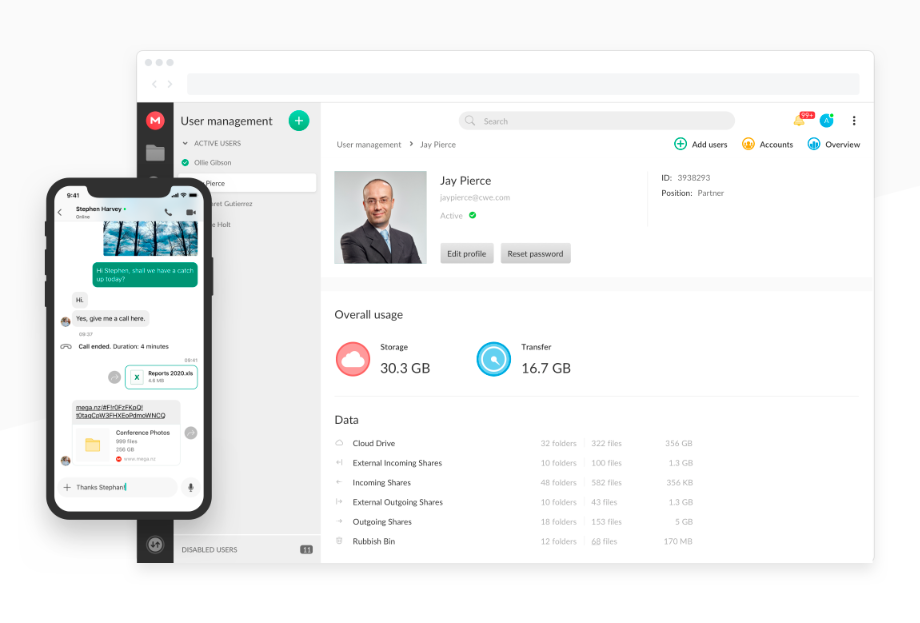 User management
Search
99+
A
ACTIVE USERS
User management > Jay Pierce
Add users
Accounts
Overview
Ollie Gibson
Pierce
Gutierrez
Holt
Jay Pierce
jaypierce@cwe.com
Active
Edit profile
Reset password
ID: 3938293
Position: Partner
Overall usage
Storage
30.3 GB
Transfer
16.7 GB
Data
Cloud Drive 32 folders 322 files 356 GB
External Incoming Shares 10 folders 100 files 1.3 GB
Incoming Shares 48 folders 582 files 356 KB
External Outgoing Shares 10 folders 43 files 1.3 GB
Outgoing Shares 18 folders 153 files 5 GB
Rubbish Bin 12 folders 68 files 170 MB
DISABLED USERS 11
M
9:41
Stephen Harvey
Online
Hi Stephen, shall we have a catch
up today?
Hi.
Yes, give me a call here.
09:37
Call ended. Duration: 4 minutes
09:41
X
Reports 2020.xls
4.6 MB
mega.nz/#F!r0FzFKoQ!
Conference Photos
999 files
296 GB
www.mega.nz
Thanks Stephan!